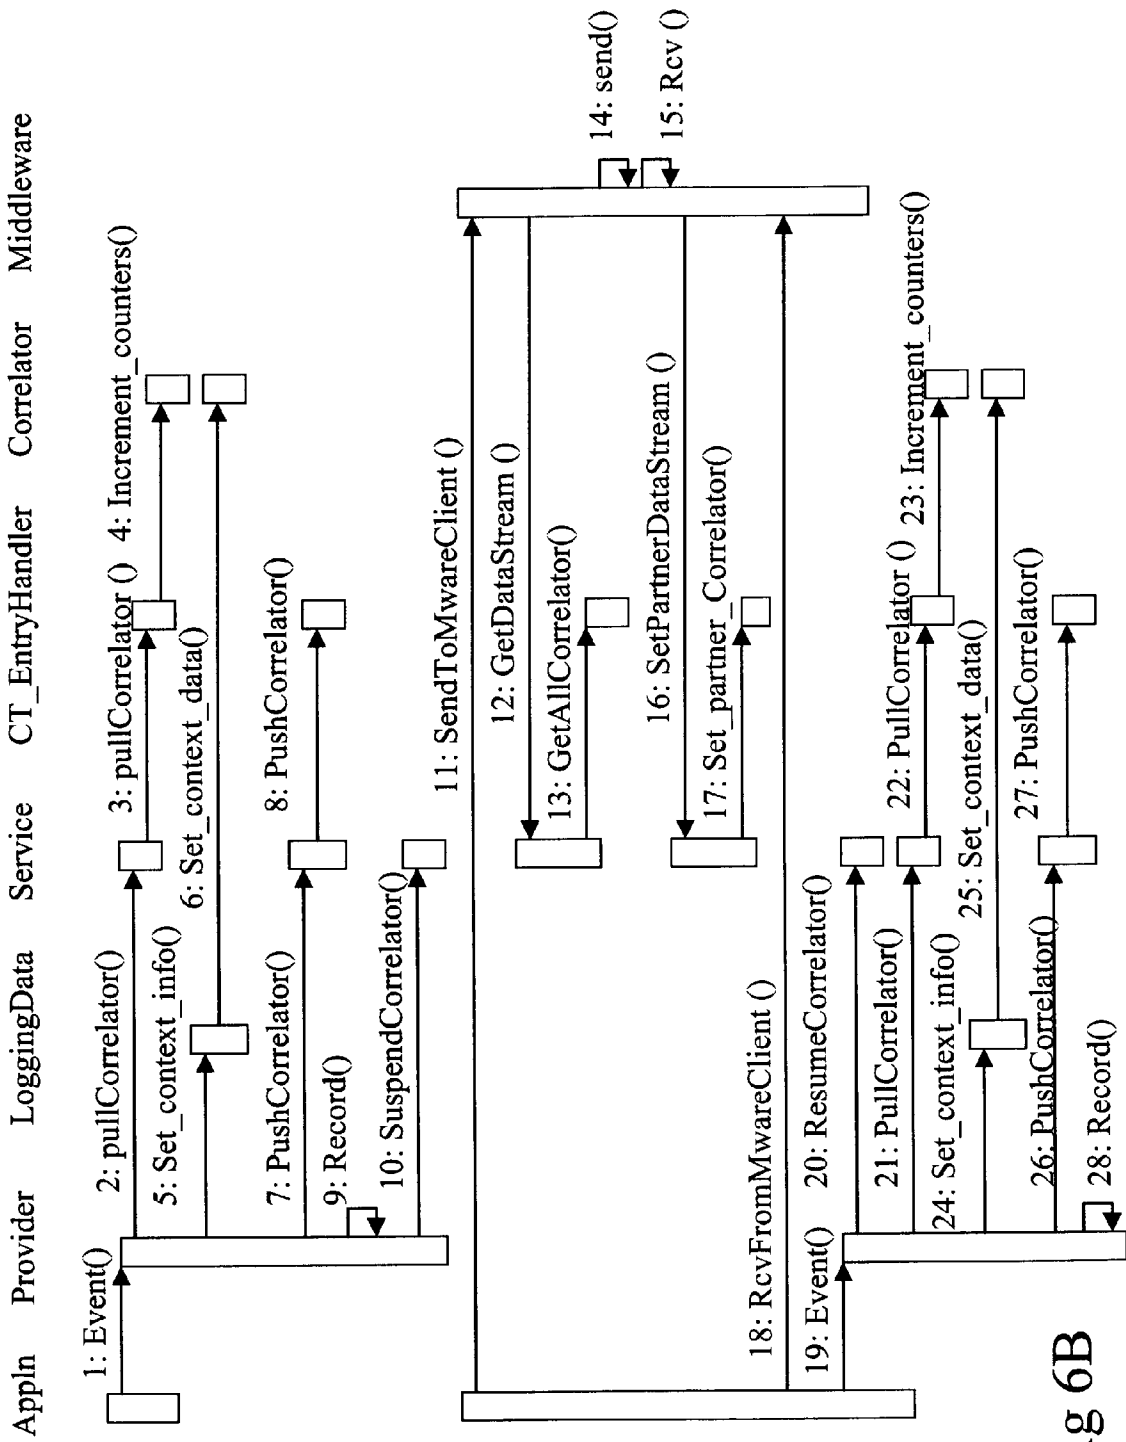 Appln Provider LoggingData Service CT_EntryHandler Correlator Middleware
1: Event()
2: pullCorrelator()
3: pullCorrelator ()
4: Increment_counters()
5: Set_context_info()
6: Set_context_data()
7: PushCorrelator()
8: PushCorrelator()
9: Record()
10: SuspendCorrelator()
11: SendToMwareClient ()
12: GetDataStream ()
13: GetAllCorrelator()
14: send()
15: Rcv ()
16: SetPartnerDataStream ()
17: Set_partner_Correlator()
18: RcvFromMwareClient ()
19: Event()
20: ResumeCorrelator()
21: PullCorrelator()
22: PullCorrelator ()
23: Increment_counters()
24: Set_context_info()
25: Set_context_data()
26: PushCorrelator()
27: PushCorrelator()
28: Record()
6B